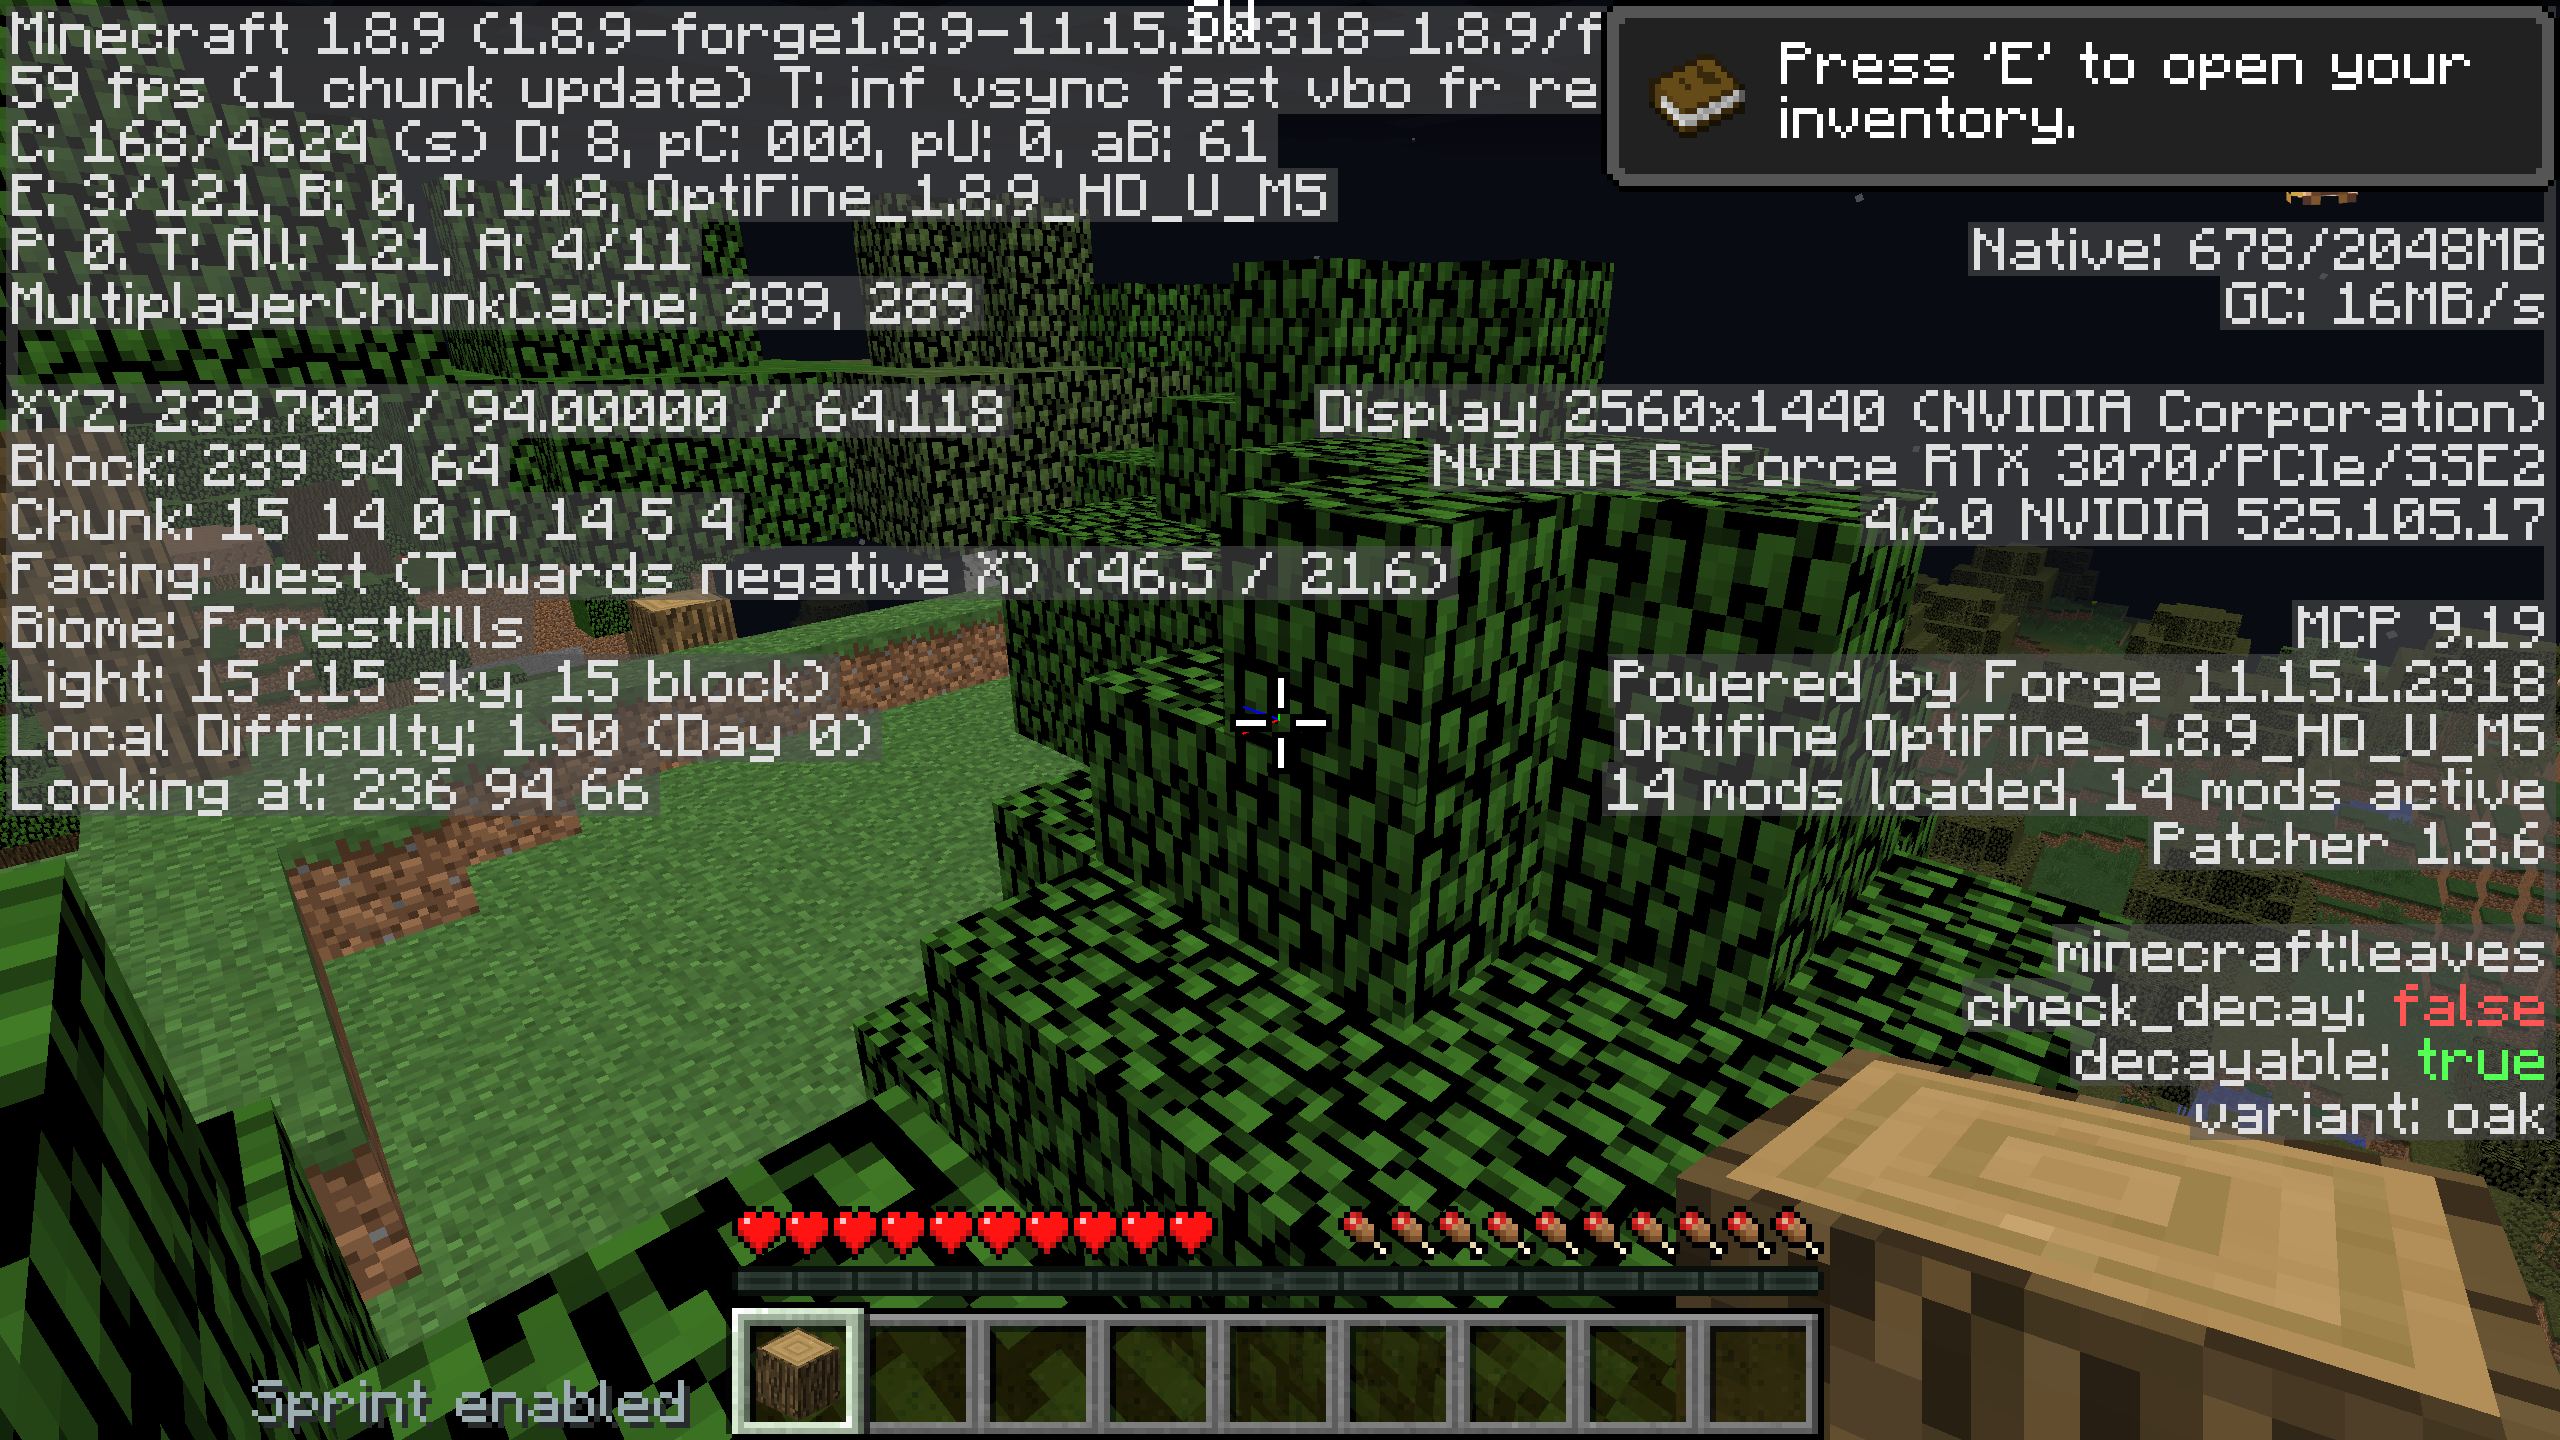 Minecraft 1.8.9 (1.8.9-forge1.8.9-11.15.1.2318-1.8.9/f
59 fps (1 chunk update) T: inf vsync fast vbo fr re
C: 168/4624 (s) D: 8, pC: 000, pU: 0, aB: 61
E: 3/121, B: 0, I: 118, OptiFine_1.8.9_HD_U_M5
P: 0. T: All: 121, A: 4/11
MultiplayerChunkCache: 289, 289
XYZ: 239.700 / 94.00000 / 64.118
Block: 239 94 64
Chunk: 15 14 0 in 14 5 4
Facing: west (Towards negative X) (46.5 / 21.6)
Biome: ForestHills
Light: 15 (15 sky, 15 block)
Local Difficulty: 1.50 (Day 0)
Looking at: 236 94 66
Press 'E' to open your
inventory.
Native: 678/2048MB
GC: 16MB/s
Display: 2560x1440 (NVIDIA Corporation)
NVIDIA GeForce RTX 3070/PCIe/SSE2
4.6.0 NVIDIA 525.105.17
MCP 9.19
Powered by Forge 11.15.1.2318
Optifine OptiFine_1.8.9_HD_U_M5
14 mods loaded, 14 mods active
Patcher 1.8.6
minecraft:leaves
check_decay: false
decayable: true
variant: oak
Sprint enabled